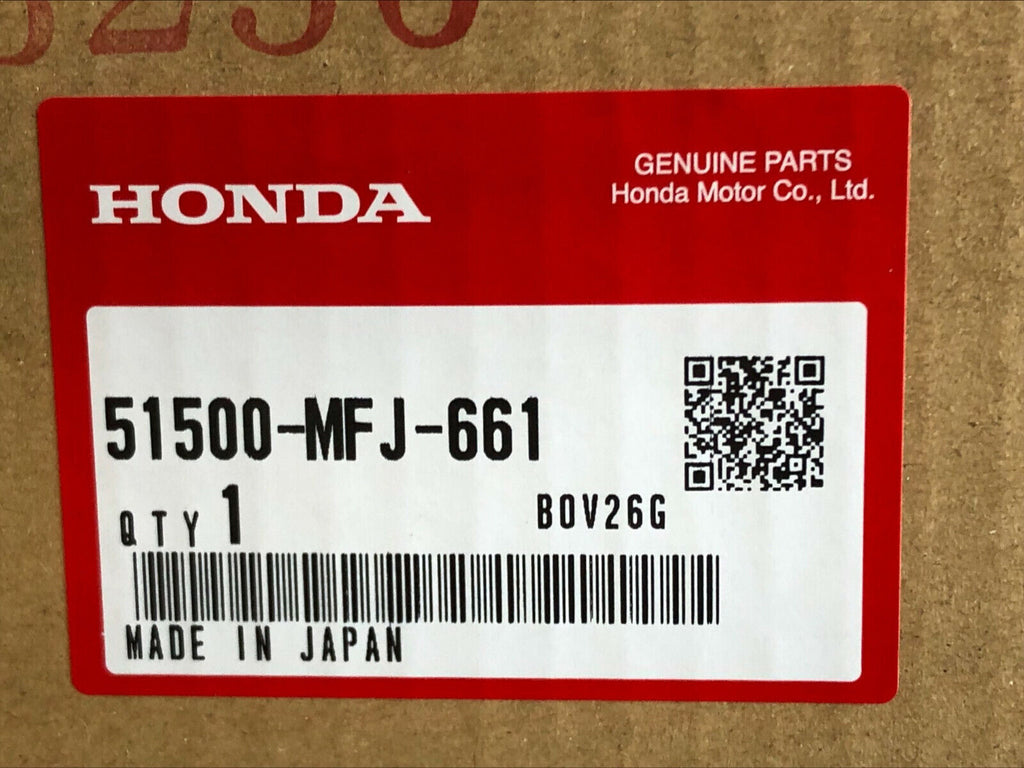 HONDA
GENUINE PARTS
Honda Motor Co., Ltd.
51500-MFJ-661
QTY 1
B0V26G
MADE IN JAPAN